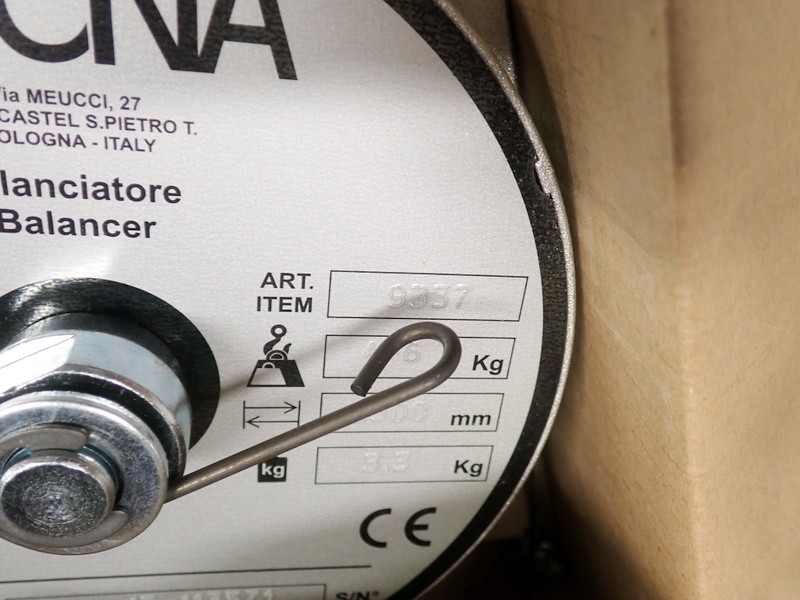 CNA
Via MEUCCI, 27
CASTEL S.PIETRO T.
OLOGNA - ITALY
lanciatore
Balancer
ART.
ITEM 9337
Kg
mm
kg 3,3 Kg
CE
S/N°